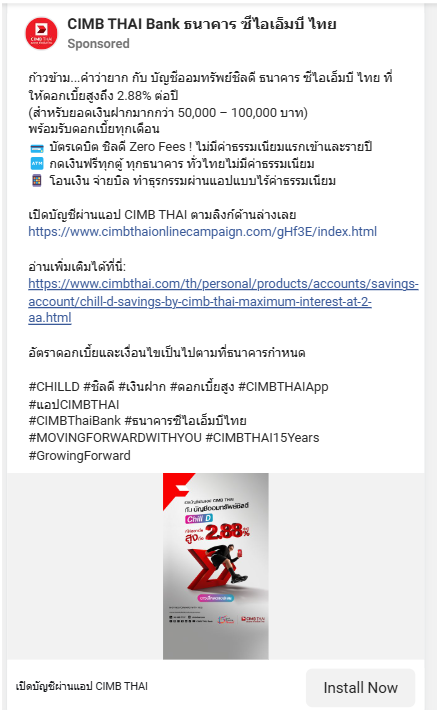 CIMB THAI Bank ธนาคาร ซีไอเอ็มบี ไทย
Sponsored
CIMB THAI
ก้าวข้าม...คำว่ายาก กับ บัญชีออมทรัพย์ชิลดี ธนาคาร ซีไอเอ็มบี ไทย ที่
ให้ดอกเบี้ยสูงถึง 2.88% ต่อปี
(สำหรับยอดเงินฝากมากกว่า 50,000 – 100,000 บาท)
พร้อมรับดอกเบี้ยทุกเดือน
บัตรเดบิต ชิลดี Zero Fees ! ไม่มีค่าธรรมเนียมแรกเข้าและรายปี
ATM กดเงินฟรีทุกตู้ ทุกธนาคาร ทั่วไทยไม่มีค่าธรรมเนียม
โอนเงิน จ่ายบิล ทำธุรกรรมผ่านแอปแบบไร้ค่าธรรมเนียม
เปิดบัญชีผ่านแอป CIMB THAI ตามลิงก์ด้านล่างเลย
https://www.cimbthaionlinecampaign.com/gHf3E/index.html
อ่านเพิ่มเติมได้ที่นี่:
https://www.cimbthai.com/th/personal/products/accounts/savings-
account/chill-d-savings-by-cimb-thai-maximum-interest-at-2-
aa.html
อัตราดอกเบี้ยและเงื่อนไขเป็นไปตามที่ธนาคารกำหนด
#CHILLD #ชิลดี #เงินฝาก #ดอกเบี้ยสูง #CIMBTHAIApp
#แอปCIMBTHAI
#CIMBThaiBank #ธนาคารซีไอเอ็มบีไทย
#MOVINGFORWARDWITHYOU #CIMBTHAI15Years
#GrowingForward
กับ บัญชีออมทรัพย์ชิลดี
Chill D
สูงถึง 2.88%
CIMB THAI
เปิดบัญชีผ่านแอป CIMB THAI
Install Now